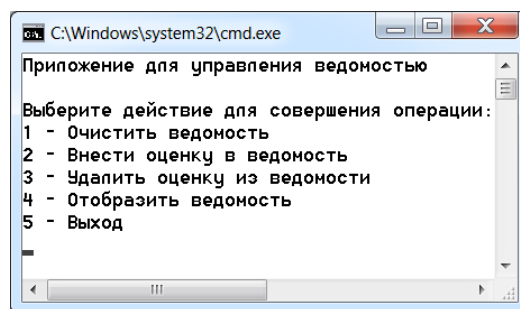 C:\Windows\system32\cmd.exe
Приложение для управления ведомостью
Выберите действие для совершения операции:
1 - Очистить ведомость
2 - Внести оценку в ведомость
3 - Удалить оценку из ведомости
4 - Отобразить ведомость
5 - Выход